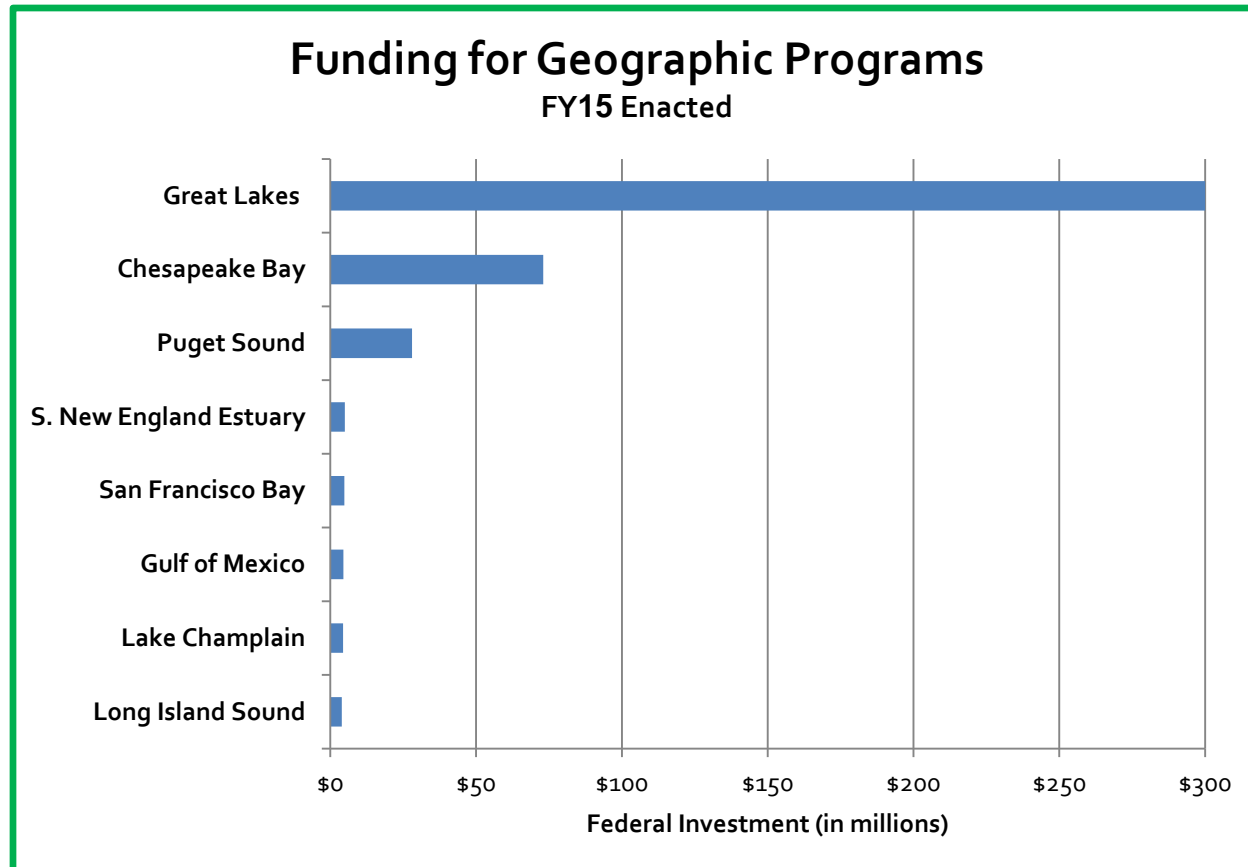 Funding for Geographic Programs
FY15 Enacted
Great Lakes
Chesapeake Bay
Puget Sound
S. New England Estuary
San Francisco Bay
Gulf of Mexico
Lake Champlain
Long Island Sound
$0 $50 $100 $150 $200 $250 $300
Federal Investment (in millions)